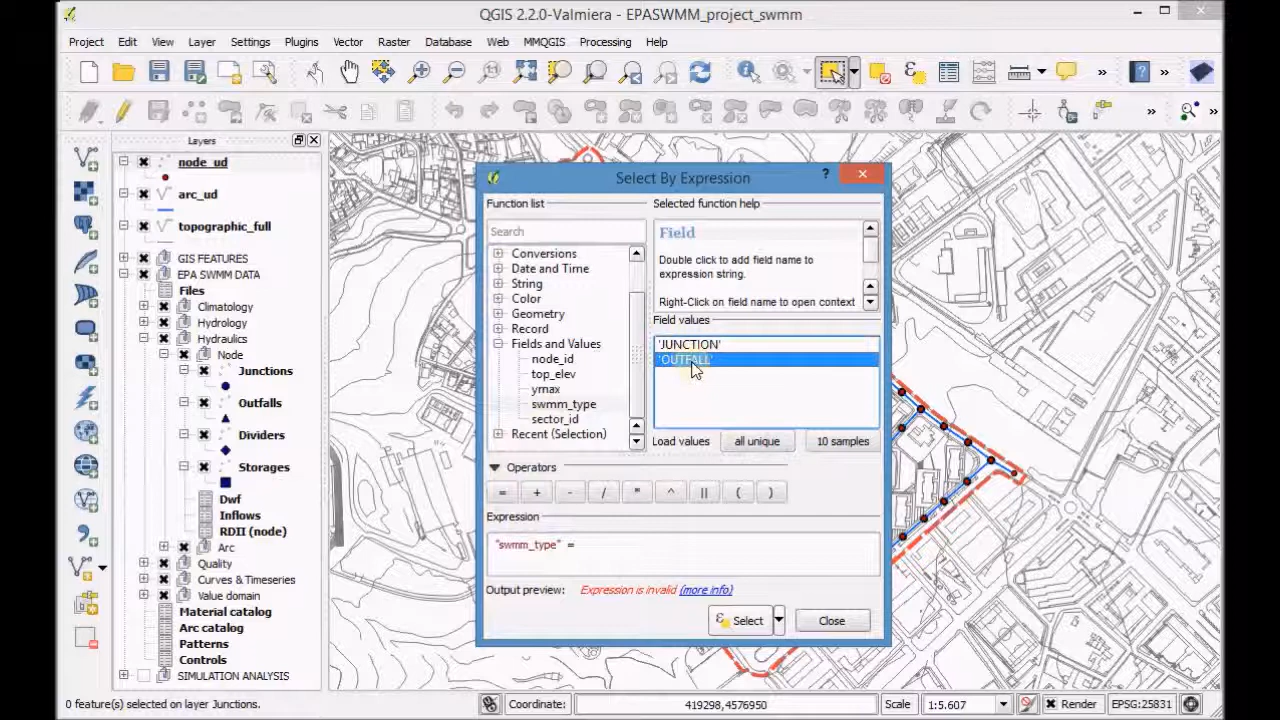 QGIS 2.2.0-Valmiera - EPASWMM_project_swmm
Project Edit View Layer Settings Plugins Vector Raster Database Web MMQGIS Processing Help
Layers
node_ud
arc_ud
topographic_full
GIS FEATURES
EPA SWMM DATA
Files
Climatology
Hydrology
Hydraulics
Node
Junctions
Outfalls
Dividers
Storages
Dwf
Inflows
RDII (node)
Arc
Quality
Curves & Timeseries
Value domain
Material catalog
Arc catalog
Patterns
Controls
SIMULATION ANALYSIS
Select By Expression
?
Function list
Search
Conversions
Date and Time
String
Color
Geometry
Record
Fields and Values
node_id
top_elev
ymax
swmm_type
sector_id
Recent (Selection)
Selected function help
Field
Double click to add field name to
expression string.
Right-Click on field name to open context
Field values
'JUNCTION'
'OUTFALL'
Load values all unique 10 samples
Operators
= + - / * ^ || ( )
Expression
"swmm_type" =
Output preview: Expression is invalid (more info)
Select Close
0 feature(s) selected on layer Junctions.
Coordinate: 419298,4576950 Scale 1:5.607 Render EPSG:25831